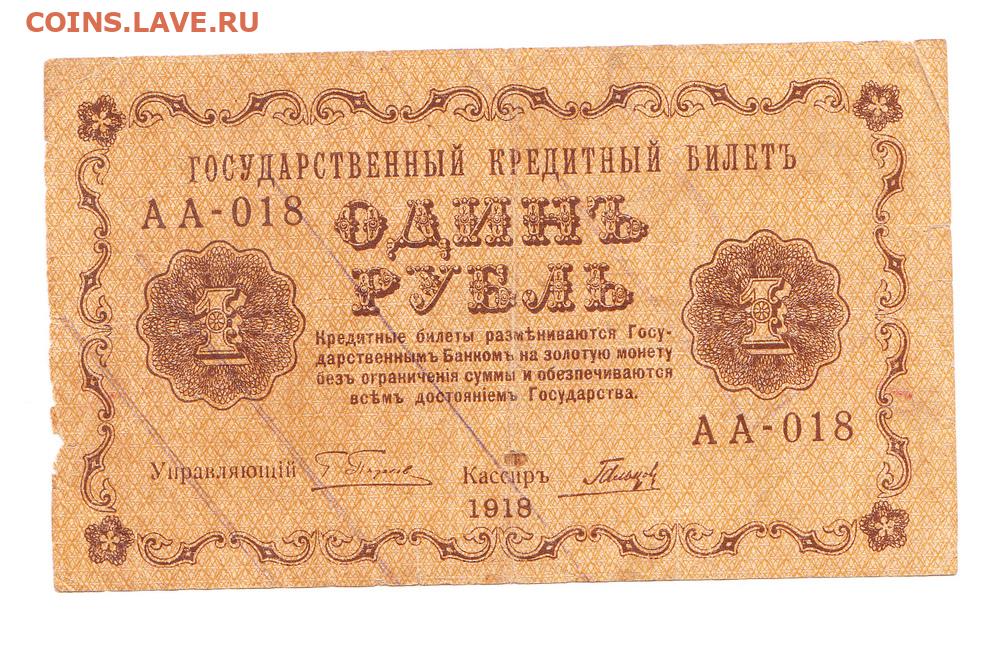 COINS.LAVE.RU
ГОСУДАРСТВЕННЫЙ КРЕДИТНЫЙ БИЛЕТЪ
АА-018
ОДИНЪ
РУБЛЬ
1
1
Кредитные билеты размѣниваются Госу-
дарственнымъ Банкомъ на золотую монету
безъ ограниченія суммы и обезпечиваются
всѣмъ достояніемъ Государства.
АА-018
Управляющій
Кассиръ
1918